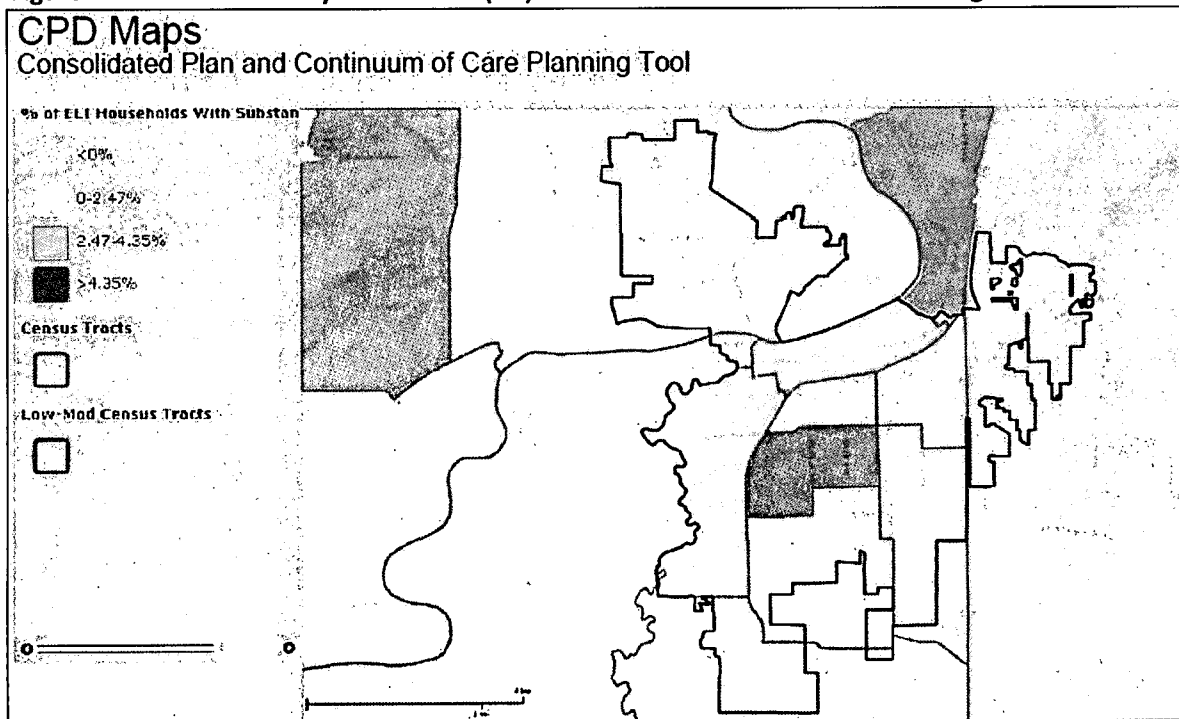 CPD Maps
Consolidated Plan and Continuum of Care Planning Tool
% of ELI Households With Substan
<0%
0-2.47%
2.47-4.35%
>4.35%
Census Tracts
Low-Mod Census Tracts